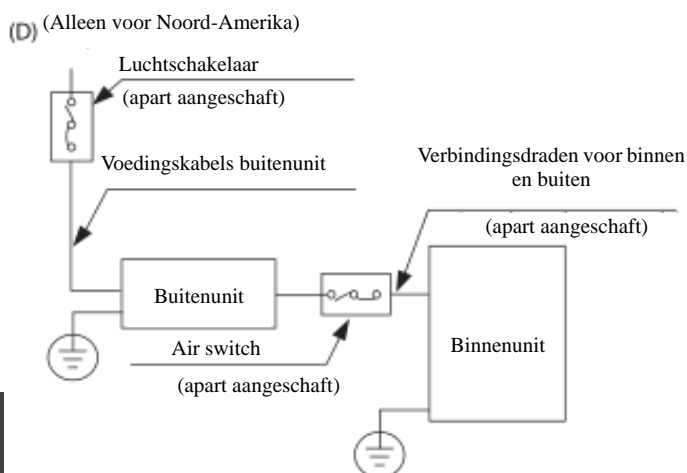 (D) (Alleen voor Noord-Amerika)
Luchtschakelaar
(apart aangeschaft)
Voedingskabels buitenunit
Verbindingsdraden voor binnen
en buiten
(apart aangeschaft)
Buitenunit
Air switch
(apart aangeschaft)
Binnenunit